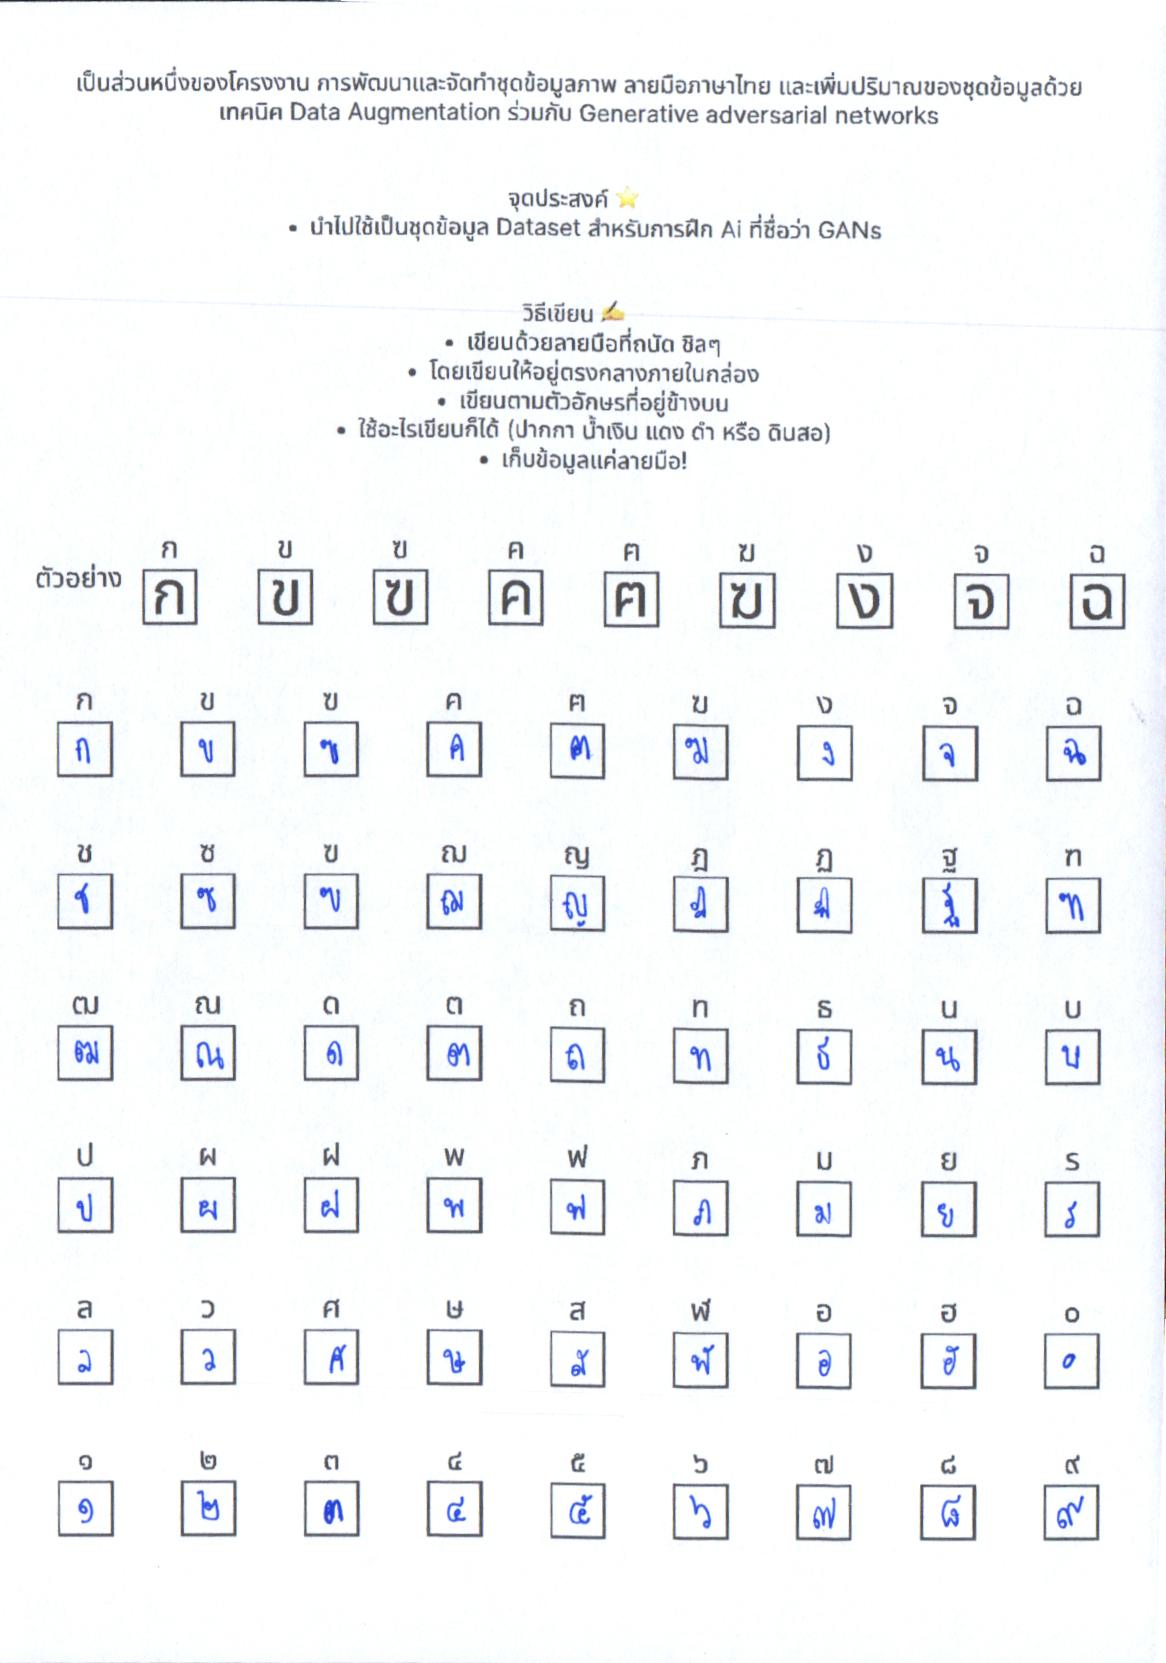 เป็นส่วนหนึ่งของโครงงาน การพัฒนาและจัดทำชุดข้อมูลภาพ ลายมือภาษาไทย และเพิ่มปริมาณของชุดข้อมูลด้วย
เทคนิค Data Augmentation ร่วมกับ Generative adversarial networks
จุดประสงค์ ⭐
• นำไปใช้เป็นชุดข้อมูล Dataset สำหรับการฝึก Ai ที่ชื่อว่า GANs
วิธีเขียน ✍️
• เขียนด้วยลายมือที่ถนัด ชิลๆ
• โดยเขียนให้อยู่ตรงกลางภายในกล่อง
• เขียนตามตัวอักษรที่อยู่ข้างบน
• ใช้อะไรเขียนก็ได้ (ปากกา น้ำเงิน แดง ดำ หรือ ดินสอ)
• เก็บข้อมูลแค่ลายมือ!
ก ข ฃ ค ฅ ฆ ง จ ฉ
ตัวอย่าง ก ข ฃ ค ฅ ฆ ง จ ฉ
ก ข ฃ ค ฅ ฆ ง จ ฉ
ก ข ฃ ค ฅ ฆ ง จ ฉ
ช ซ ฃ ฌ ญ ฎ ฏ ฐ ฑ
ช ซ ฃ ฌ ญ ฎ ฏ ฐ ฑ
ฒ ณ ด ต ถ ท ธ น บ
ฒ ณ ด ต ถ ท ธ น บ
ป ผ ฝ พ ฟ ภ ม ย ร
ป ผ ฝ พ ฟ ภ ม ย ร
ล ว ศ ษ ส ฬ อ ฮ ๐
ล ว ศ ษ ส ฬ อ ฮ ๐
๑ ๒ ๓ ๔ ๕ ๖ ๗ ๘ ๙
๑ ๒ ๓ ๔ ๕ ๖ ๗ ๘ ๙